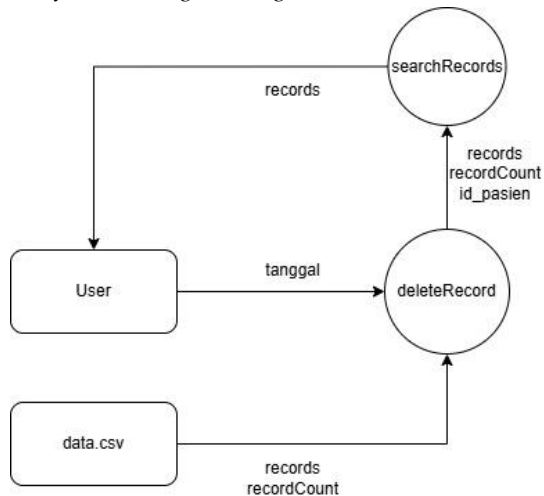 searchRecords
records
records
recordCount
id_pasien
User
tanggal
deleteRecord
data.csv
records
recordCount